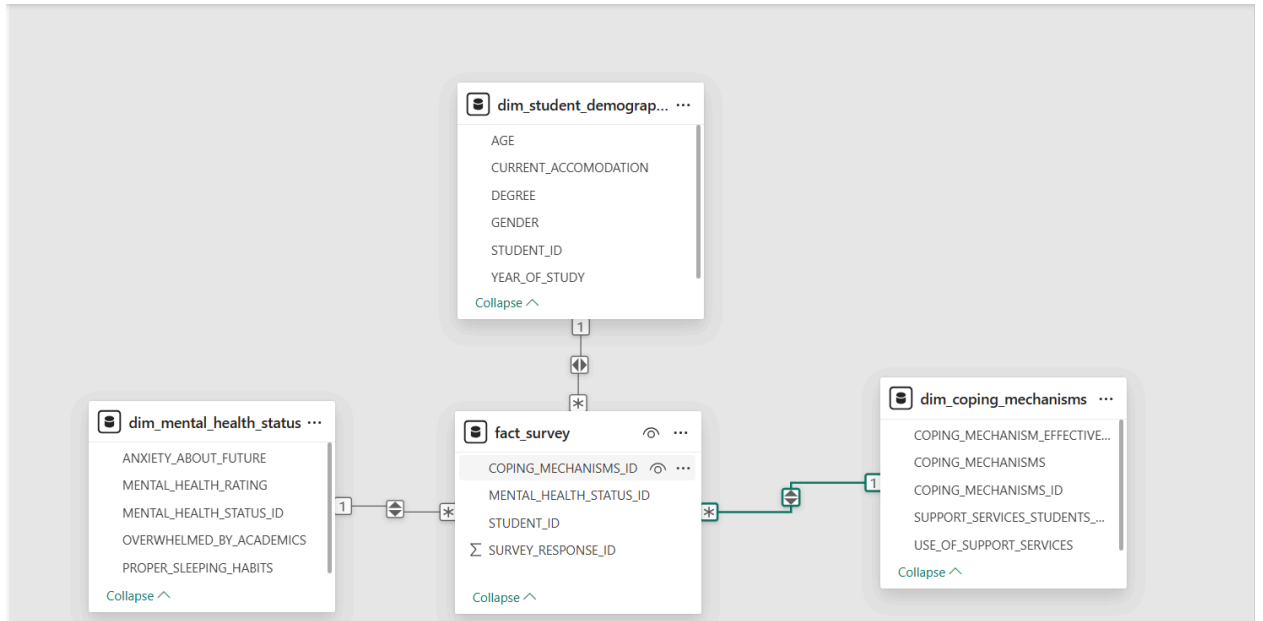 dim_student_demograp... ...
AGE
CURRENT_ACCOMODATION
DEGREE
GENDER
STUDENT_ID
YEAR_OF_STUDY
Collapse
1
*
dim_mental_health_status ...
ANXIETY_ABOUT_FUTURE
MENTAL_HEALTH_RATING
MENTAL_HEALTH_STATUS_ID
OVERWHELMED_BY_ACADEMICS
PROPER_SLEEPING_HABITS
Collapse
1
*
fact_survey ...
COPING_MECHANISMS_ID ...
MENTAL_HEALTH_STATUS_ID
STUDENT_ID
∑ SURVEY_RESPONSE_ID
Collapse
*
1
dim_coping_mechanisms ...
COPING_MECHANISM_EFFECTIVE...
COPING_MECHANISMS
COPING_MECHANISMS_ID
SUPPORT_SERVICES_STUDENTS_...
USE_OF_SUPPORT_SERVICES
Collapse